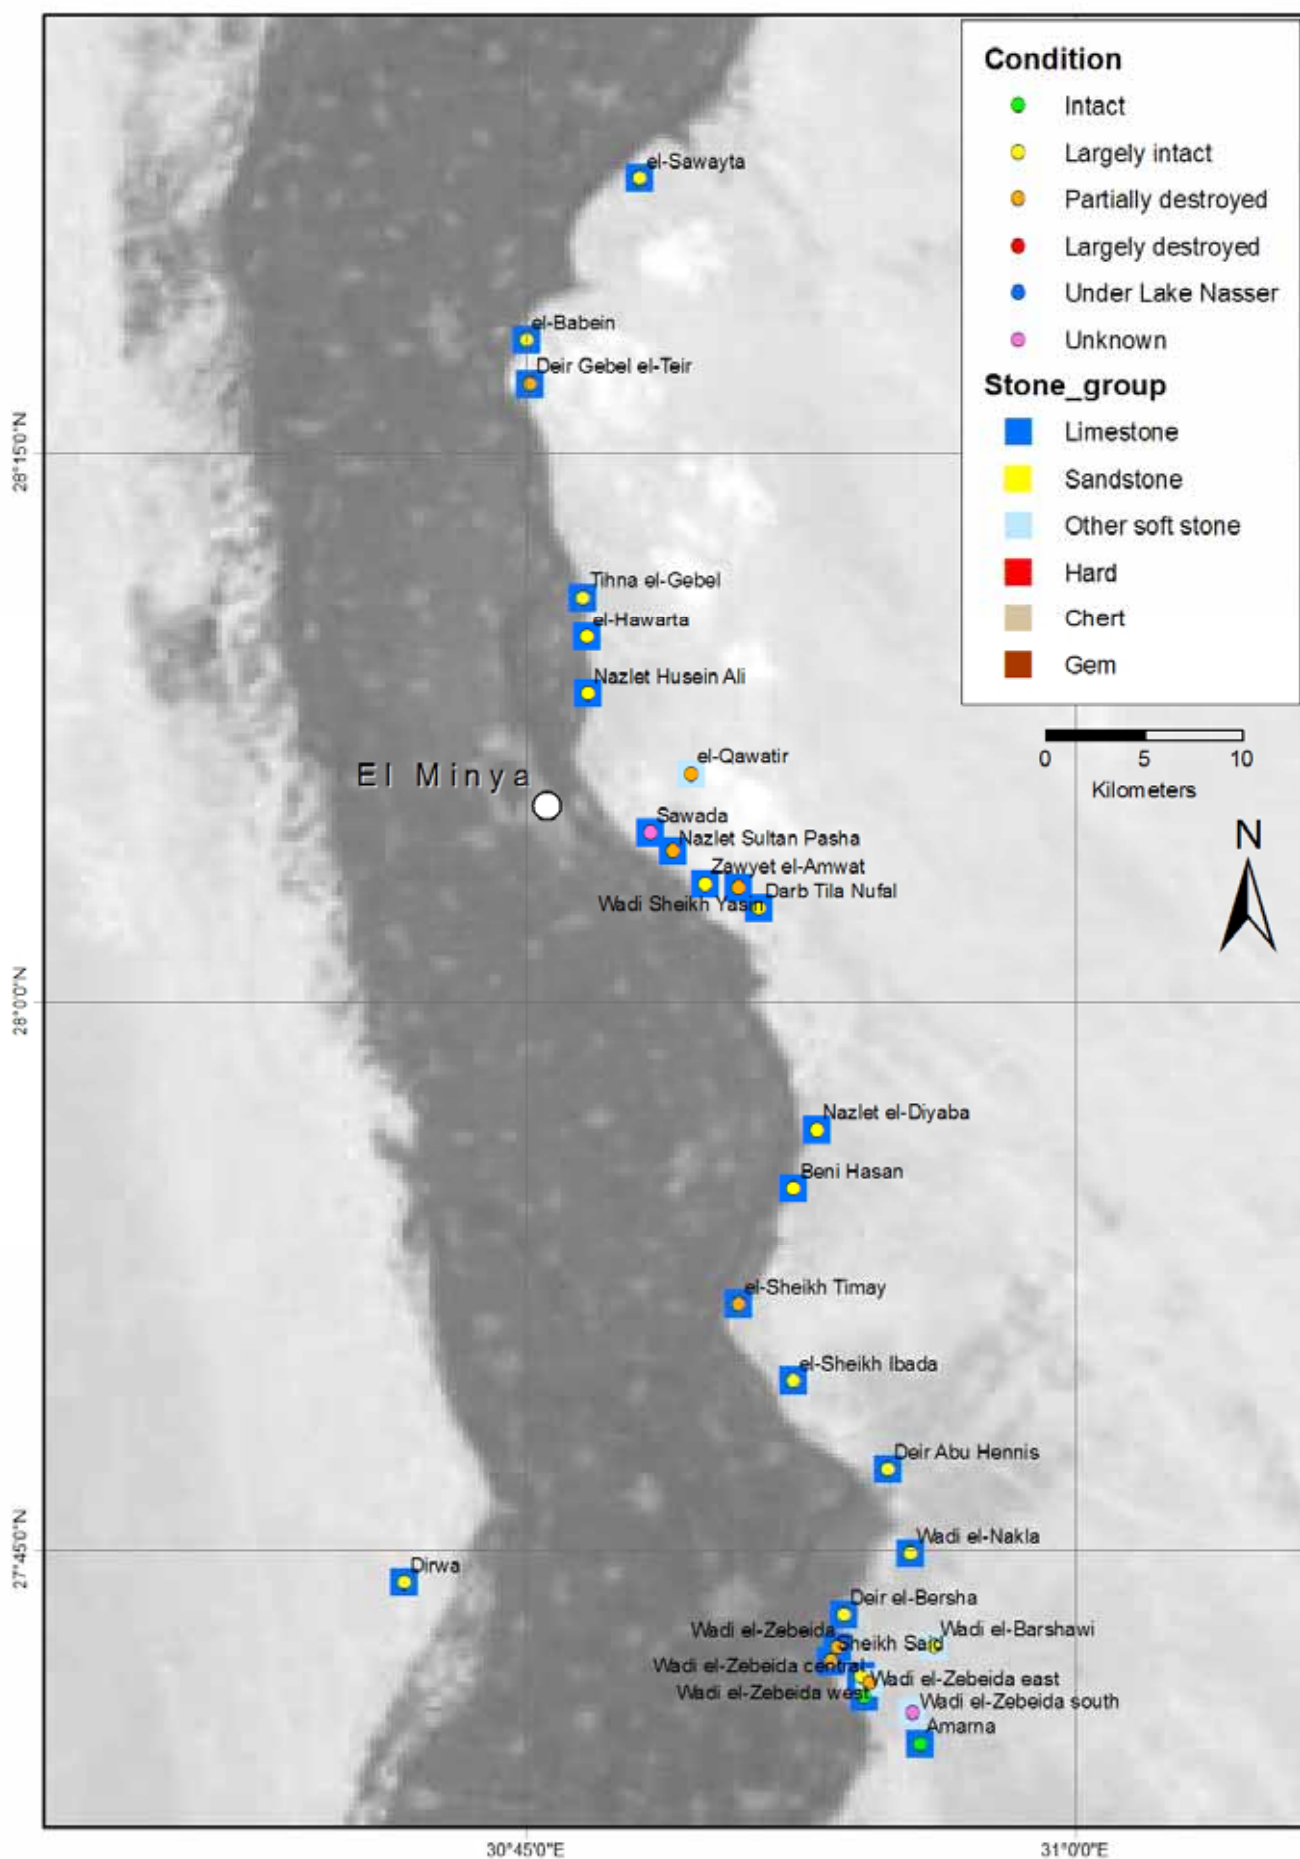 Condition
Intact
Largely intact
Partially destroyed
Largely destroyed
Under Lake Nasser
Unknown
Stone_group
Limestone
Sandstone
Other soft stone
Hard
Chert
Gem
0 5 10
Kilometers
N
el-Sawayta
el-Babein
Deir Gebel el-Teir
28°15'0"N
Tihna el-Gebel
el-Hawarta
Nazlet Husein Ali
el-Qawatir
El Minya
Sawada
Nazlet Sultan Pasha
Zawyet el-Amwat
Darb Tila Nufal
Wadi Sheikh Yasin
28°0'0"N
Nazlet el-Diyaba
Beni Hasan
el-Sheikh Timay
el-Sheikh Ibada
Deir Abu Hennis
Wadi el-Nakla
27°45'0"N
Dirwa
Deir el-Bersha
Wadi el-Zebeida
Wadi el-Barshawi
Sheikh Said
Wadi el-Zebeida central
Wadi el-Zebeida east
Wadi el-Zebeida west
Wadi el-Zebeida south
Amarna
30°45'0"E
31°0'0"E